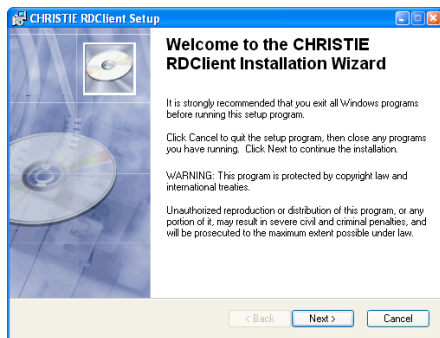 CHRISTIE RDClient Setup
Welcome to the CHRISTIE
RDClient Installation Wizard
It is strongly recommended that you exit all Windows programs
before running this setup program.
Click Cancel to quit the setup program, then close any programs
you have running. Click Next to continue the installation.
WARNING: This program is protected by copyright law and
international treaties.
Unauthorized reproduction or distribution of this program, or any
portion of it, may result in severe civil and criminal penalties, and
will be prosecuted to the maximum extent possible under law.
< Back Next > Cancel